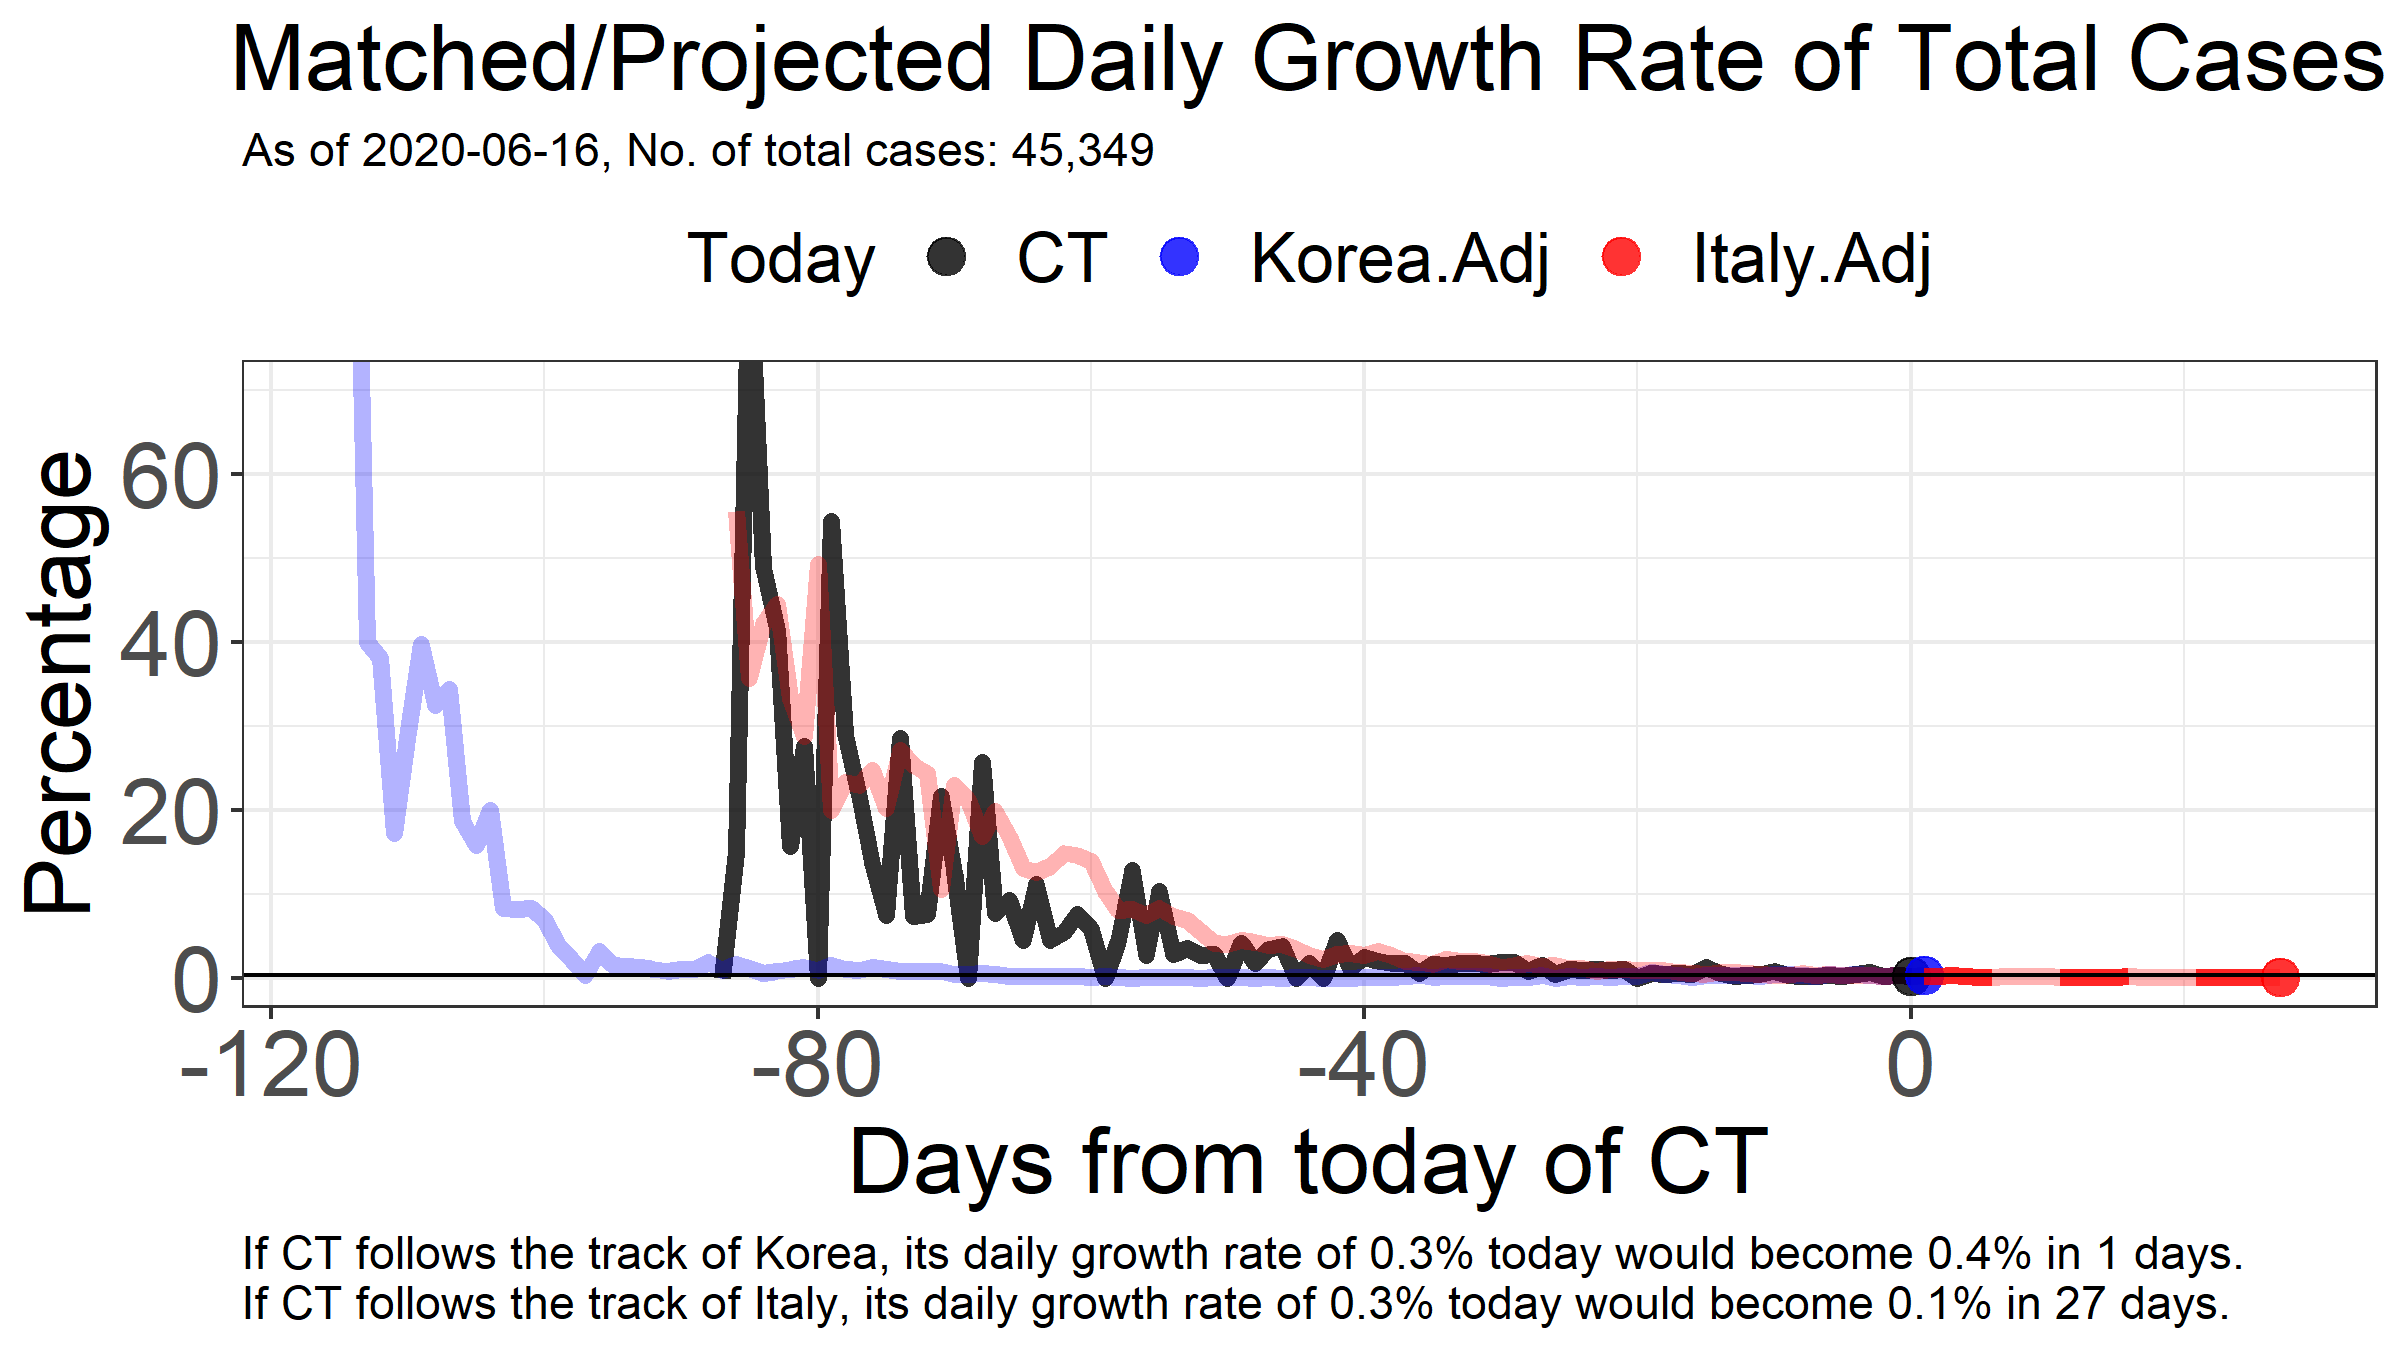 Matched/Projected Daily Growth Rate of Total Cases
As of 2020-06-16, No. of total cases: 45,349
Today CT Korea.Adj Italy.Adj
Percentage
60
40
20
0
-120 -80 -40 0
Days from today of CT
If CT follows the track of Korea, its daily growth rate of 0.3% today would become 0.4% in 1 days.
If CT follows the track of Italy, its daily growth rate of 0.3% today would become 0.1% in 27 days.